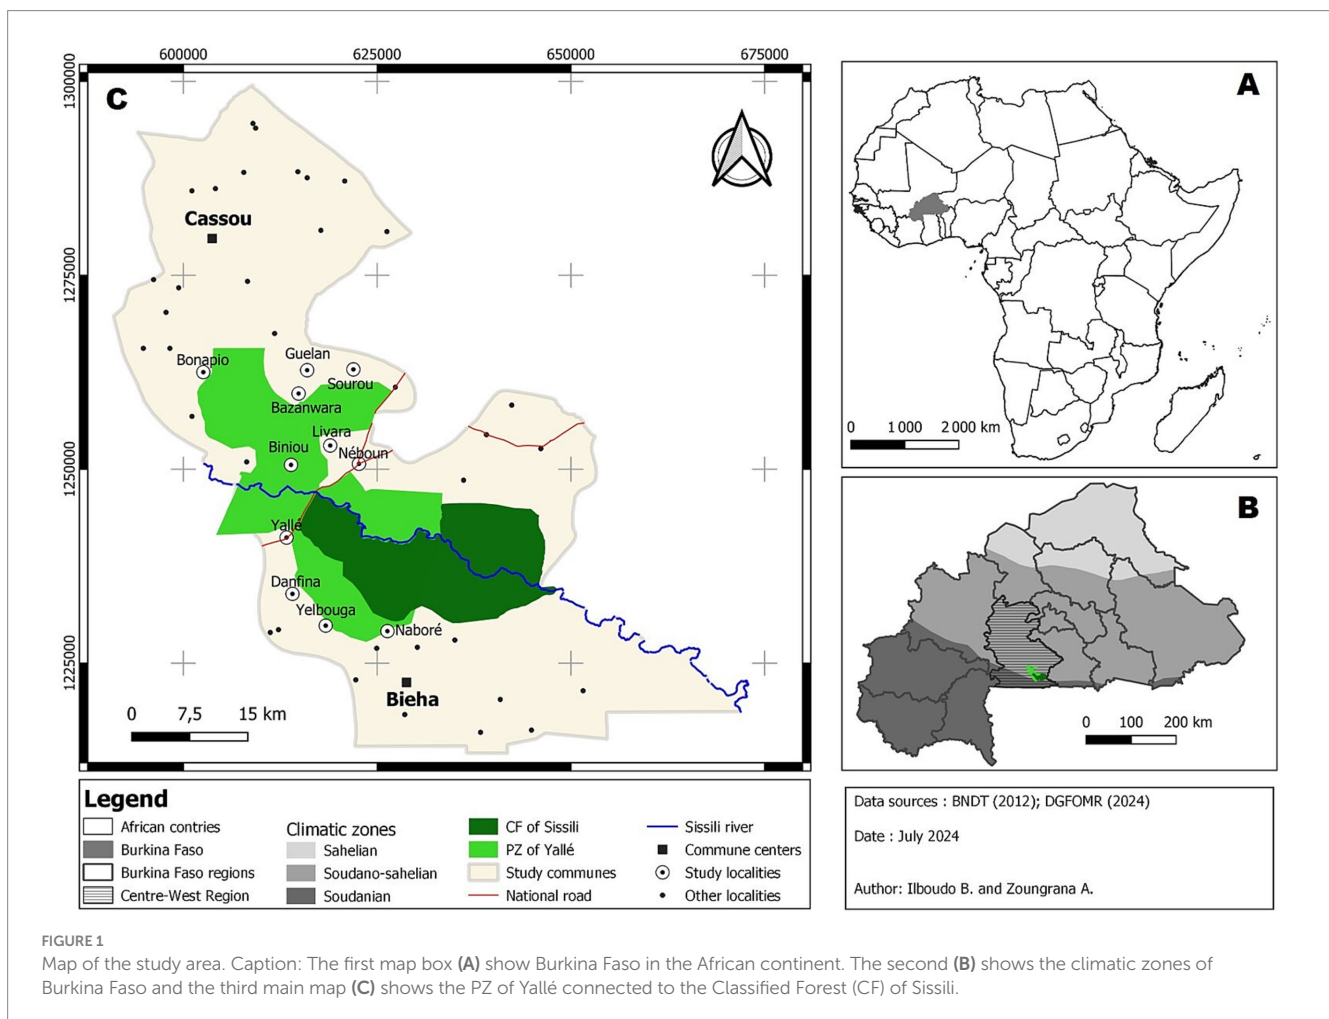 600000
625000
650000
675000
1300000
1275000
1250000
1225000
C
Cassou
Bonapio
Guelan
Sourou
Bazanwara
Livara
Biniou
Néboun
Yallé
Danfina
Yelbouga
Naboré
Bieha
0 7,5 15 km
A
0 1 000 2 000 km
B
0 100 200 km
Legend
African contries
Burkina Faso
Burkina Faso regions
Centre-West Region
Climatic zones
Sahelian
Soudano-sahelian
Soudanian
CF of Sissili
PZ of Yallé
Study communes
National road
Sissili river
Commune centers
Study localities
Other localities
Data sources : BNDT (2012); DGFOMR (2024)
Date : July 2024
Author: Ilboudo B. and Zoungrana A.
FIGURE 1
Map of the study area. Caption: The first map box (A) show Burkina Faso in the African continent. The second (B) shows the climatic zones of
Burkina Faso and the third main map (C) shows the PZ of Yallé connected to the Classified Forest (CF) of Sissili.